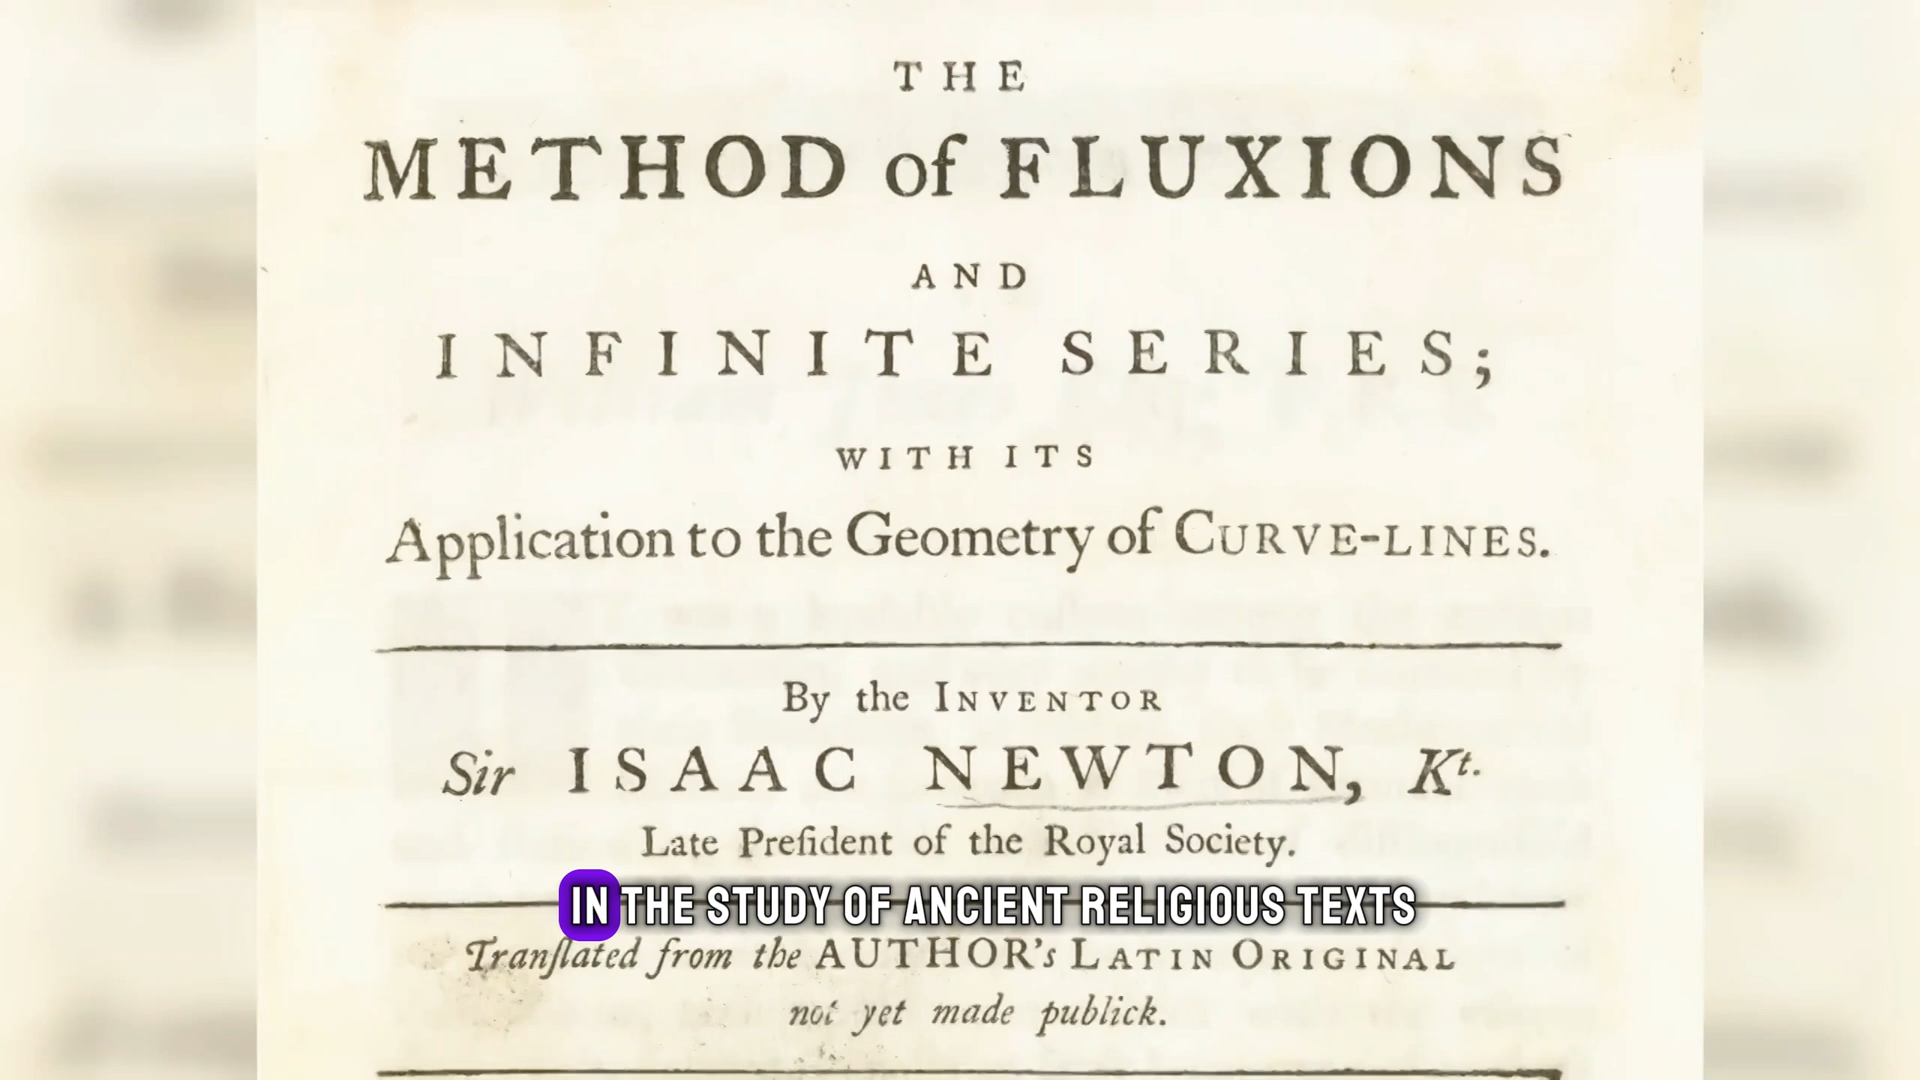 THE
METHOD of FLUXIONS
AND
INFINITE SERIES;
WITH ITS
Application to the Geometry of CURVE-LINES.
By the INVENTOR
Sir ISAAC NEWTON, Kt.
Late Preſident of the Royal Society.
IN THE STUDY OF ANCIENT RELIGIOUS TEXTS
Tranſlated from the AUTHOR's LATIN ORIGINAL
not yet made publick.